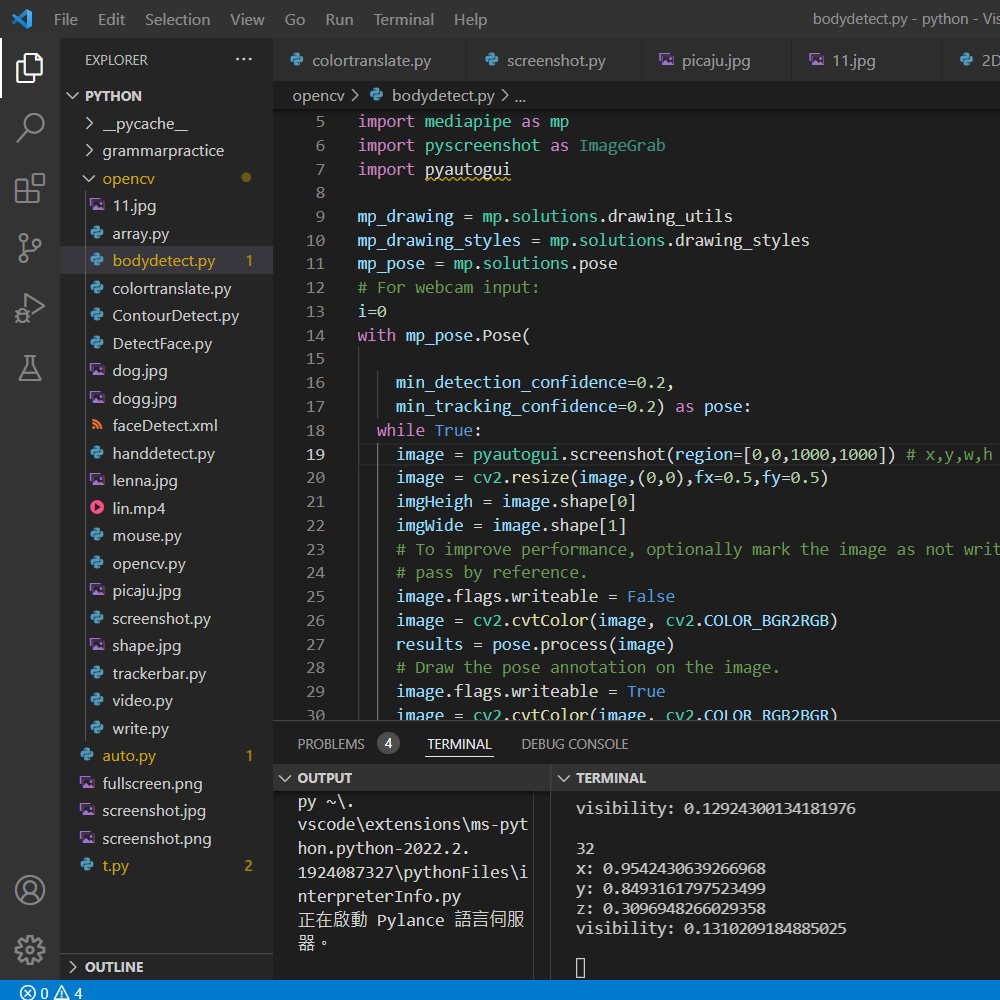 File Edit Selection View Go Run Terminal Help
bodydetect.py - python - Vis
EXPLORER ...
PYTHON
__pycache__
grammarpractice
opencv
11.jpg
array.py
bodydetect.py 1
colortranslate.py
ContourDetect.py
DetectFace.py
dog.jpg
dogg.jpg
faceDetect.xml
handdetect.py
lenna.jpg
lin.mp4
mouse.py
opencv.py
picaju.jpg
screenshot.py
shape.jpg
trackerbar.py
video.py
write.py
auto.py 1
fullscreen.png
screenshot.jpg
screenshot.png
t.py 2
OUTLINE
colortranslate.py screenshot.py picaju.jpg 11.jpg 2D
opencv > bodydetect.py > ...
5 import mediapipe as mp
6 import pyscreenshot as ImageGrab
7 import pyautogui
8
9 mp_drawing = mp.solutions.drawing_utils
10 mp_drawing_styles = mp.solutions.drawing_styles
11 mp_pose = mp.solutions.pose
12 # For webcam input:
13 i=0
14 with mp_pose.Pose(
15
16 min_detection_confidence=0.2,
17 min_tracking_confidence=0.2) as pose:
18 while True:
19 image = pyautogui.screenshot(region=[0,0,1000,1000]) # x,y,w,h
20 image = cv2.resize(image,(0,0),fx=0.5,fy=0.5)
21 imgHeigh = image.shape[0]
22 imgWide = image.shape[1]
23 # To improve performance, optionally mark the image as not writ
24 # pass by reference.
25 image.flags.writeable = False
26 image = cv2.cvtColor(image, cv2.COLOR_BGR2RGB)
27 results = pose.process(image)
28 # Draw the pose annotation on the image.
29 image.flags.writeable = True
30 image = cv2.cvtColor(image, cv2.COLOR_RGB2BGR)
PROBLEMS 4 TERMINAL DEBUG CONSOLE
OUTPUT
py ~\.
vscode\extensions\ms-pyt
hon.python-2022.2.
1924087327\pythonFiles\i
nterpreterInfo.py
正在啟動 Pylance 語言伺服
器。
TERMINAL
visibility: 0.12924300134181976
32
x: 0.9542430639266968
y: 0.8493161797523499
z: 0.3096948266029358
visibility: 0.1310209184885025
0 4